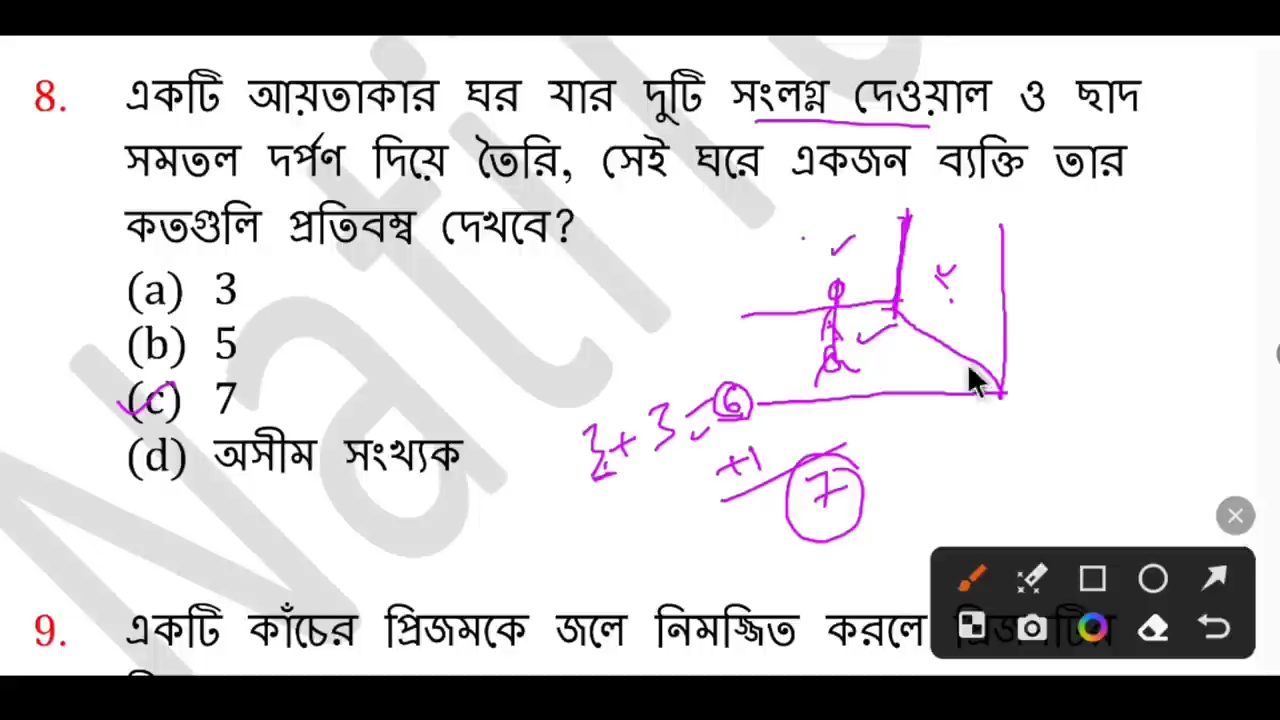 8. একটি আয়তাকার ঘর যার দুটি সংলগ্ন দেওয়াল ও ছাদ
সমতল দর্পণ দিয়ে তৈরি, সেই ঘরে একজন ব্যক্তি তার
কতগুলি প্রতিবম্ব দেখবে?
(a) 3
(b) 5
(c) 7
(d) অসীম সংখ্যক
3 + 3 = 6
+1
7
9. একটি কাঁচের প্রিজমকে জলে নিমজ্জিত করলে